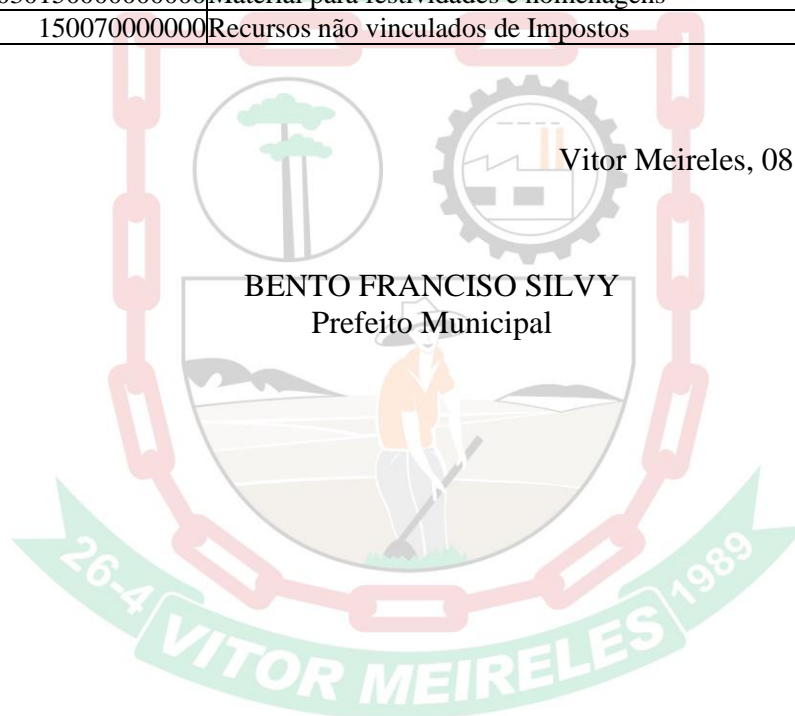 Material para festividades e homenagens
150070000000 Recursos não vinculados de Impostos
Vitor Meireles, 08
BENTO FRANCISO SILVY
Prefeito Municipal
26-4 VITOR MEIRELES 1989